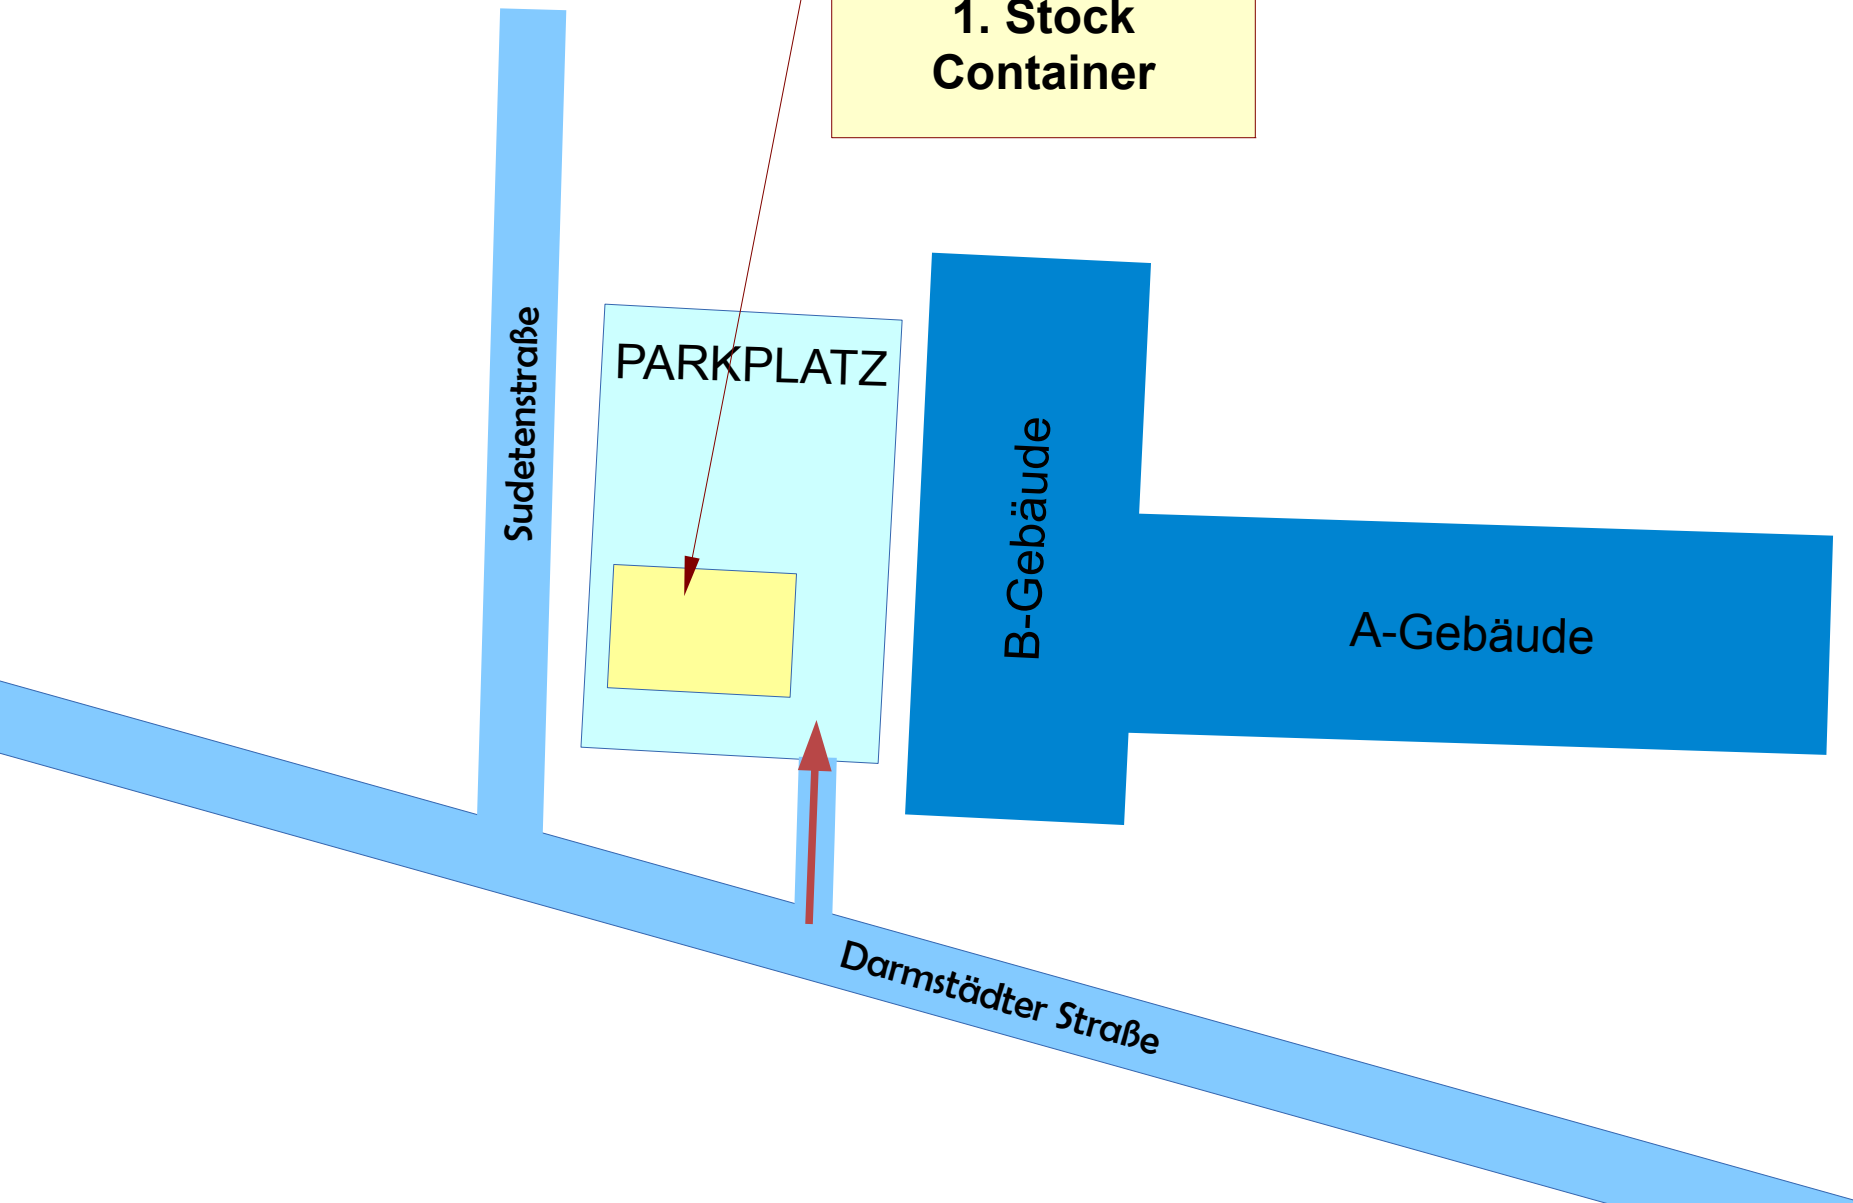 1. Stock
Container
Sudetenstraße
PARKPLATZ
B-Gebäude
A-Gebäude
Darmstädter Straße